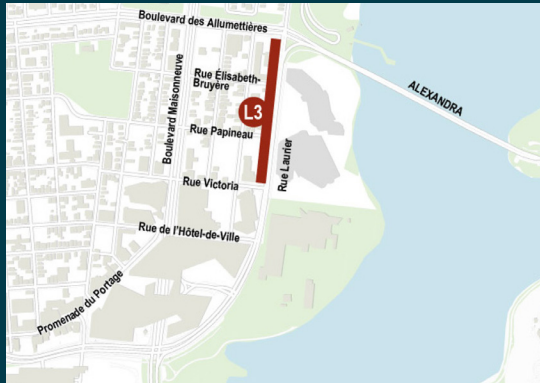 Boulevard des Allumettières
Rue Élisabeth-
Bruyère
ALEXANDRA
Boulevard Maisonneuve
L3
Rue Papineau
Rue Laurier
Rue Victoria
Rue de l'Hôtel-de-Ville
Promenade du Portage